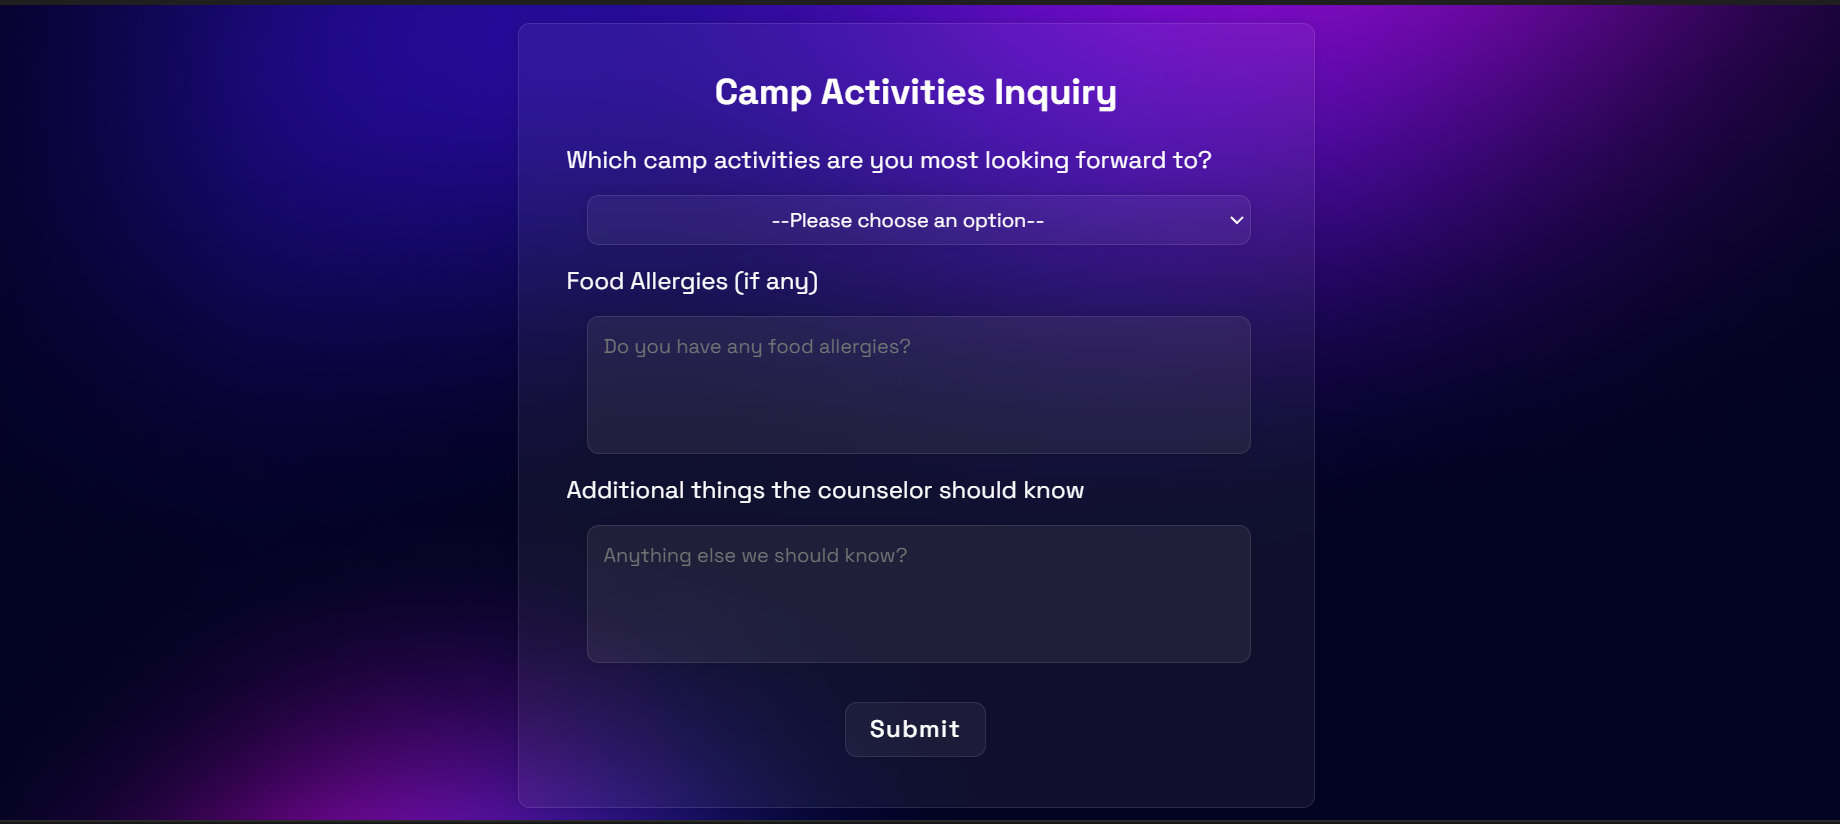 Camp Activities Inquiry
Which camp activities are you most looking forward to?
--Please choose an option--
Food Allergies (if any)
Do you have any food allergies?
Additional things the counselor should know
Anything else we should know?
Submit